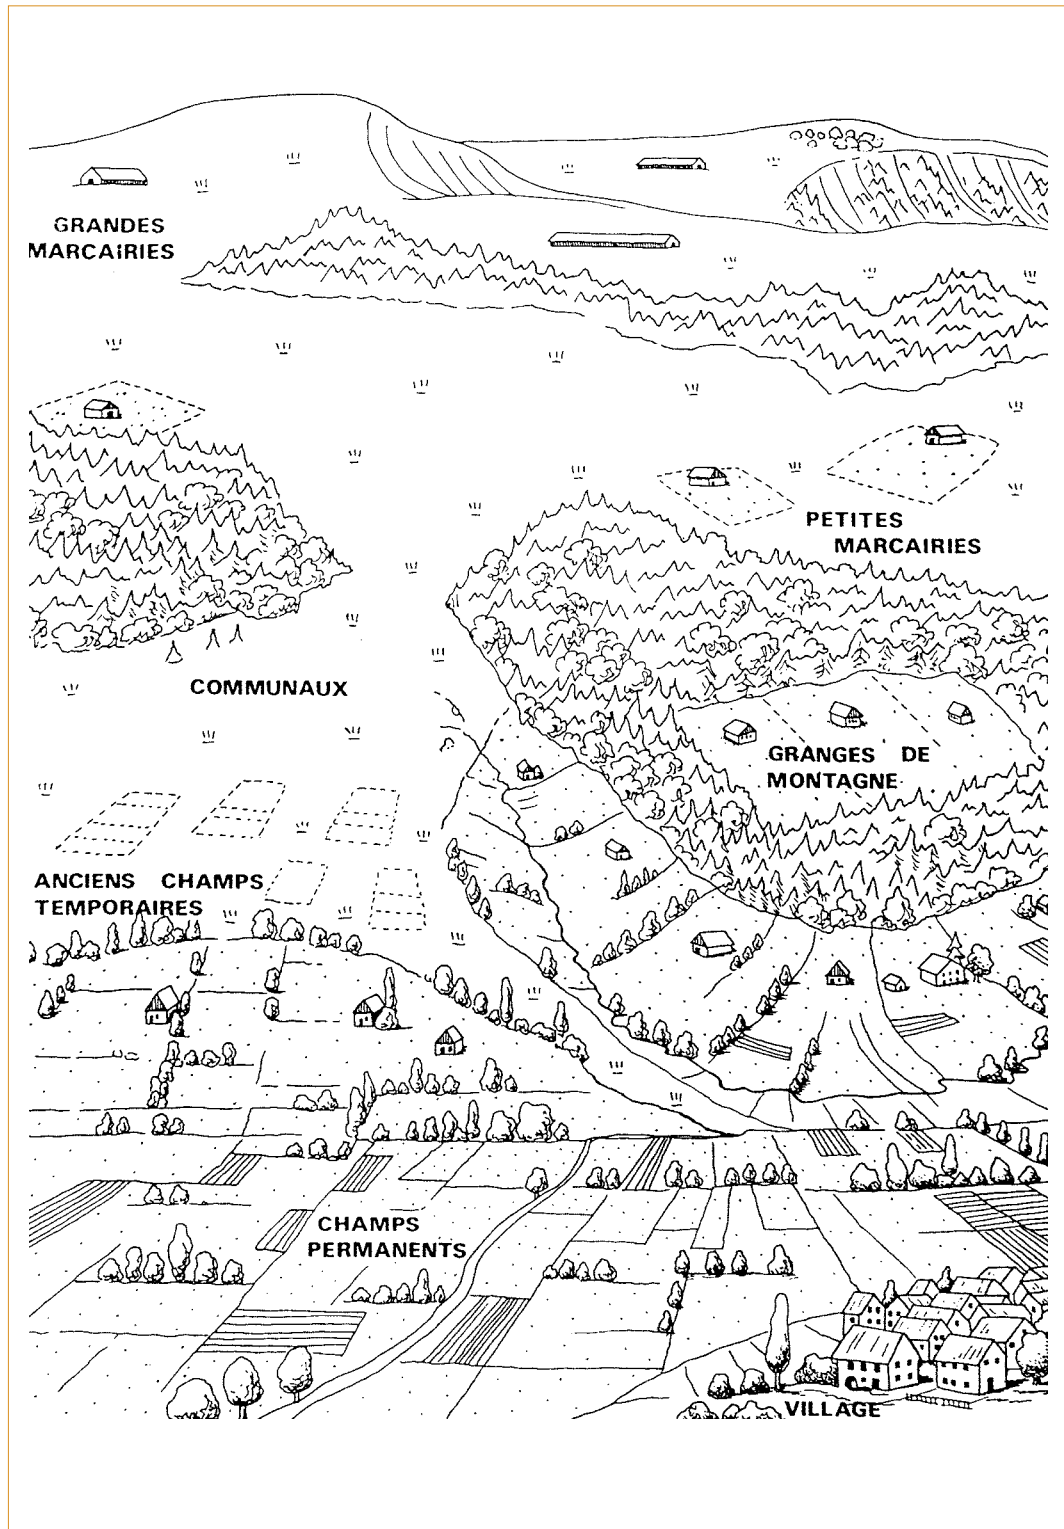 GRANDES
MARCAIRIES
PETITES
MARCAIRIES
COMMUNAUX
GRANGES DE
MONTAGNE
ANCIENS CHAMPS
TEMPORAIRES
CHAMPS
PERMANENTS
VILLAGE